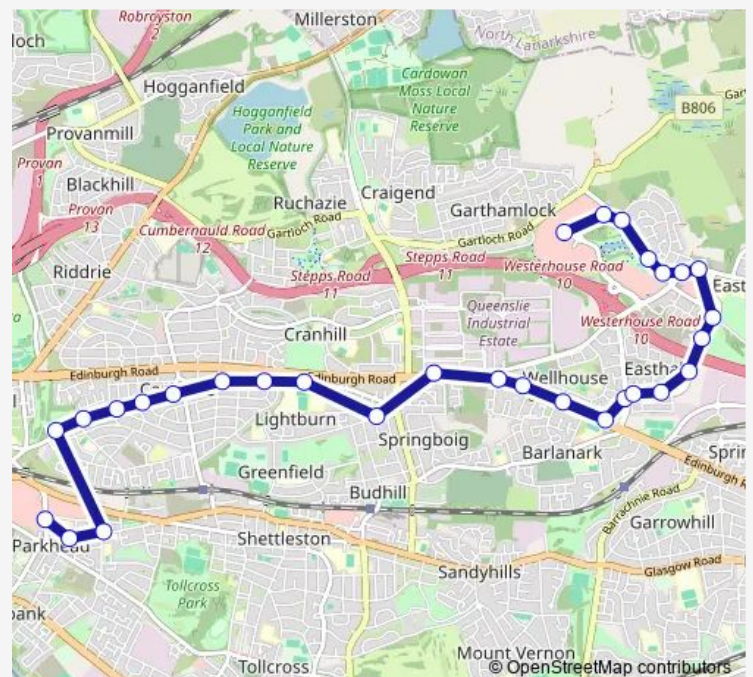 Robroyston
2
Millerston
North Lanarkshire
loch
Cardowan
Moss Local
Nature
Reserve
Hogganfield
Hogganfield
Park and
Local Nature
Reserve
B806
Provanmill
Provan
1
Blackhill
Ruchazie
Craigend
Garthamlock
Provan
13
Cumbernauld Road
12
Gartloch Road
Gartloch Road
Stepps Road
11
Stepps Road
11
Westerhouse Road
10
Riddrie
East
Queenslie
Industrial
Estate
Westerhouse Road
10
Cranhill
Edinburgh Road
Edinburgh Road
Wellhouse
Eastha
Lightburn
Springboig
Barlanark
Sprin
Edinburgh R
Greenfield
Budhill
Barrachnie Road
Garrowhill
Parkhead
Shettleston
Sandyhills
Glasgow Road
Tollcross
Park
bank
Tollcross
Mount Vernon
© OpenStreetMap contributors